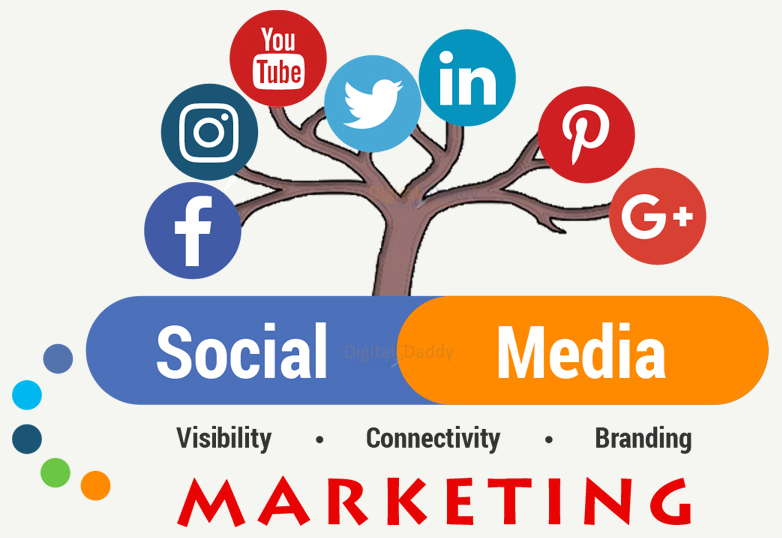 You
Tube
in
f
G+
Social Media
Digital Daddy
Visibility • Connectivity • Branding
MARKETING